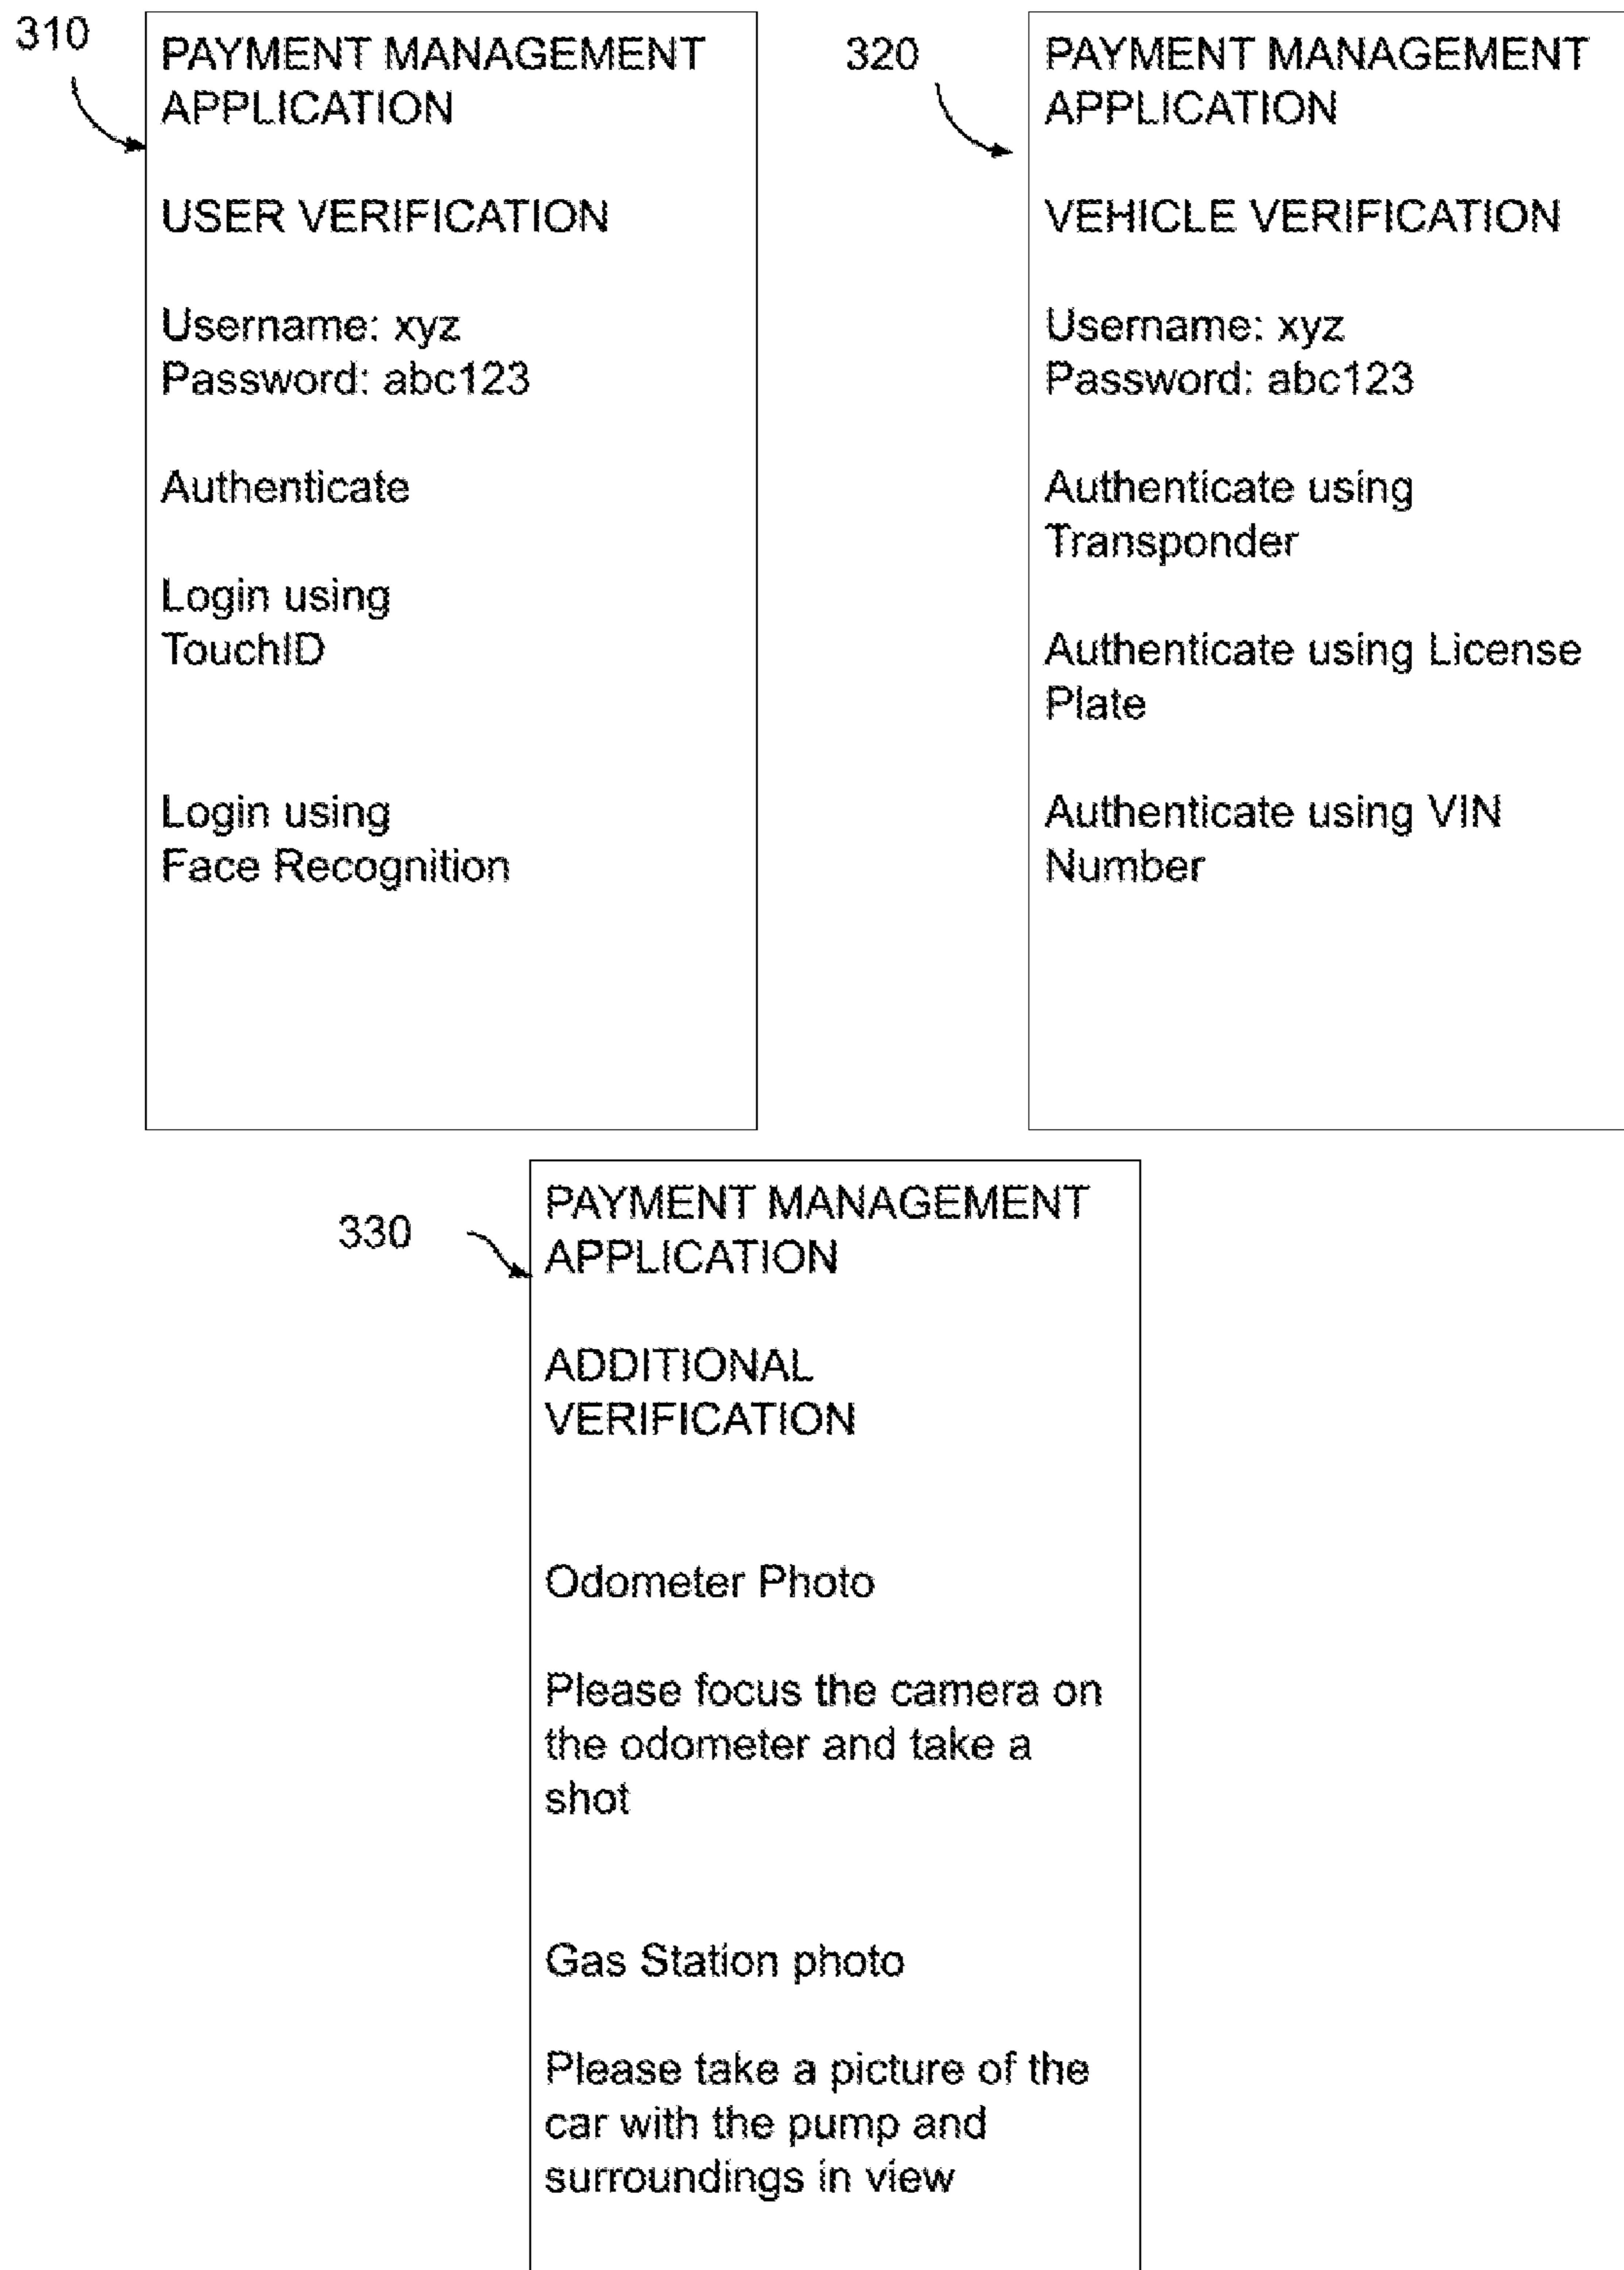 310
PAYMENT MANAGEMENT
APPLICATION
USER VERIFICATION
Username: xyz
Password: abc123
Authenticate
Login using
TouchID
Login using
Face Recognition
320
PAYMENT MANAGEMENT
APPLICATION
VEHICLE VERIFICATION
Username: xyz
Password: abc123
Authenticate using
Transponder
Authenticate using License
Plate
Authenticate using VIN
Number
330
PAYMENT MANAGEMENT
APPLICATION
ADDITIONAL
VERIFICATION
Odometer Photo
Please focus the camera on
the odometer and take a
shot
Gas Station photo
Please take a picture of the
car with the pump and
surroundings in view